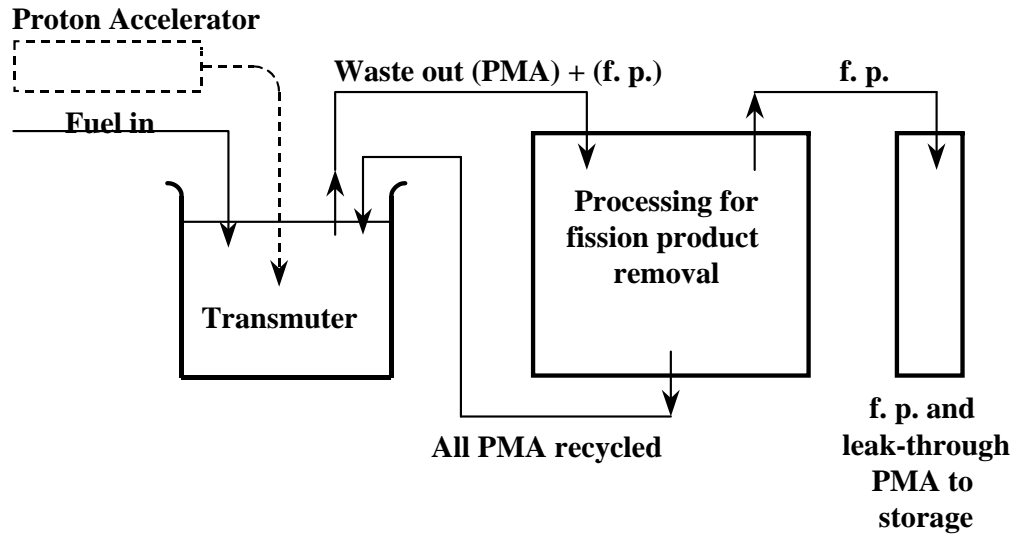 Proton Accelerator
Fuel in
Waste out (PMA) + (f. p.)
f. p.
Transmuter
Processing for
fission product
removal
All PMA recycled
f. p. and
leak-through
PMA to
storage